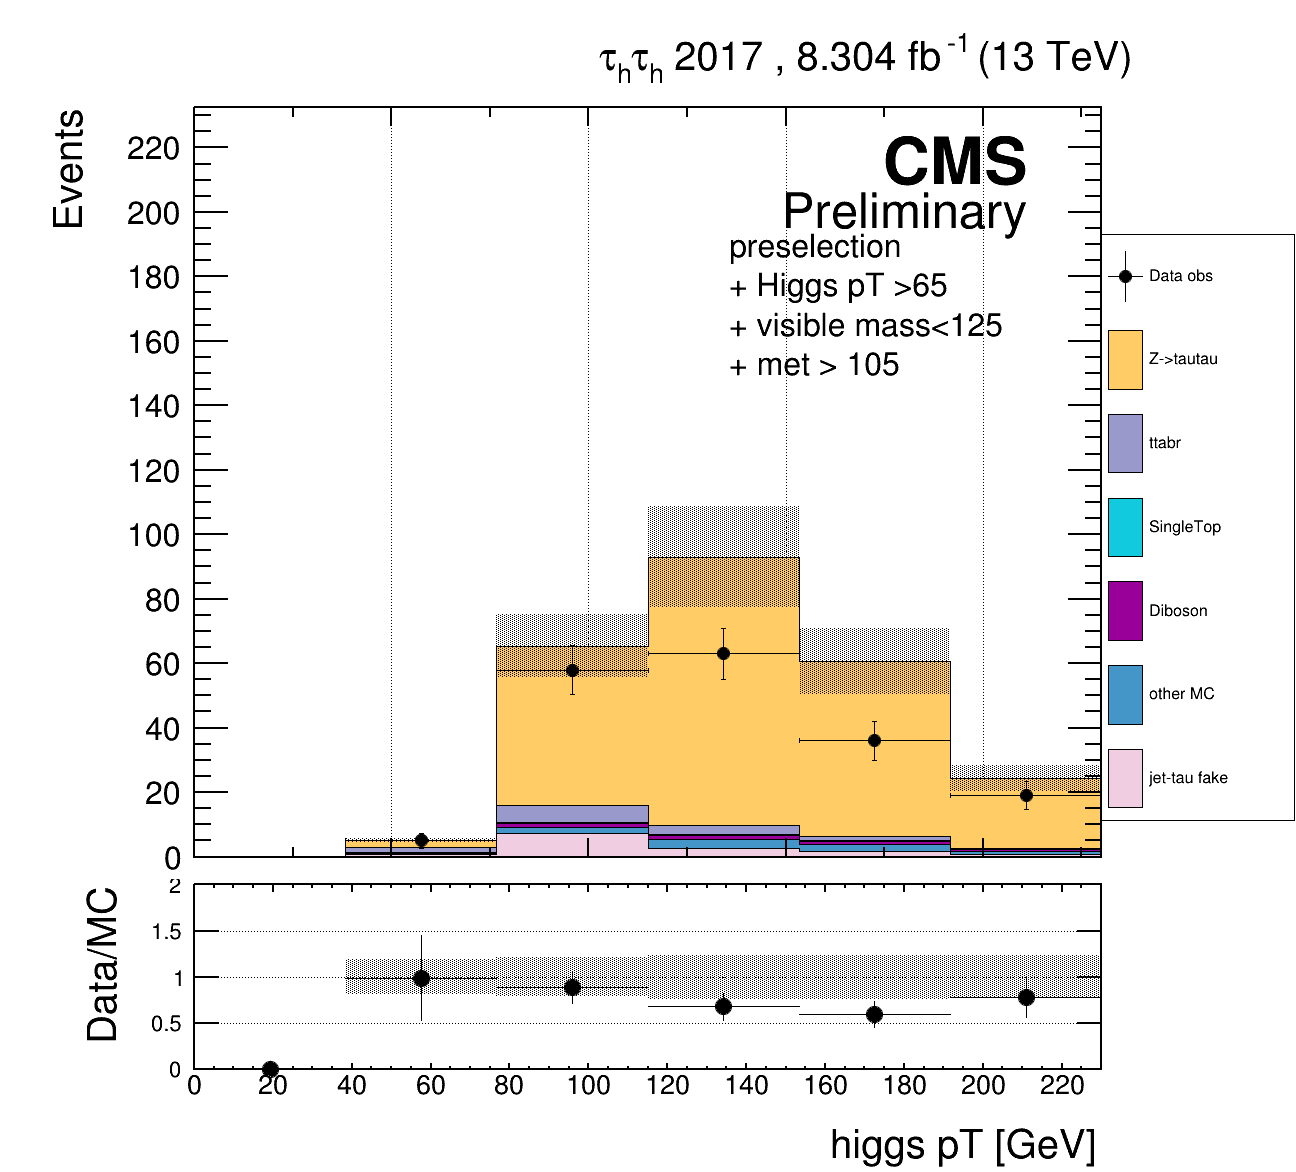 τhτh 2017 , 8.304 fb-1 (13 TeV)
Events
220
200
180
160
140
120
100
80
60
40
20
0
CMS
Preliminary
preselection
+ Higgs pT >65
+ visible mass<125
+ met > 105
Data obs
Z->tautau
ttabr
SingleTop
Diboson
other MC
jet-tau fake
Data/MC
2
1.5
1
0.5
0
0 20 40 60 80 100 120 140 160 180 200 220
higgs pT [GeV]